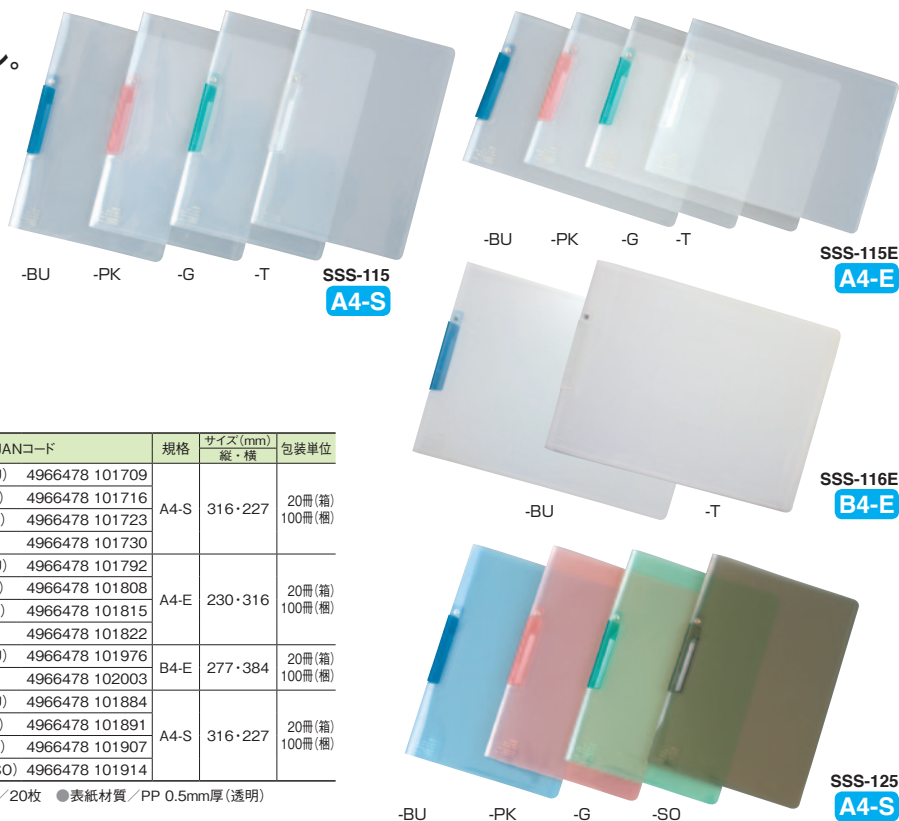 ン。
-BU -PK -G -T
SSS-115
A4-S
-BU -PK -G -T
SSS-115E
A4-E
-BU -T
SSS-116E
B4-E
JANコード 規格 サイズ(mm) 縦・横 包装単位
4966478 101709
4966478 101716
4966478 101723
4966478 101730
A4-S 316・227 20冊(箱) 100冊(梱)
4966478 101792
4966478 101808
4966478 101815
4966478 101822
A4-E 230・316 20冊(箱) 100冊(梱)
4966478 101976
4966478 102003
B4-E 277・384 20冊(箱) 100冊(梱)
4966478 101884
4966478 101891
4966478 101907
SO) 4966478 101914
A4-S 316・227 20冊(箱) 100冊(梱)
/20枚 ●表紙材質/PP 0.5mm厚(透明)
-BU -PK -G -SO
SSS-125
A4-S